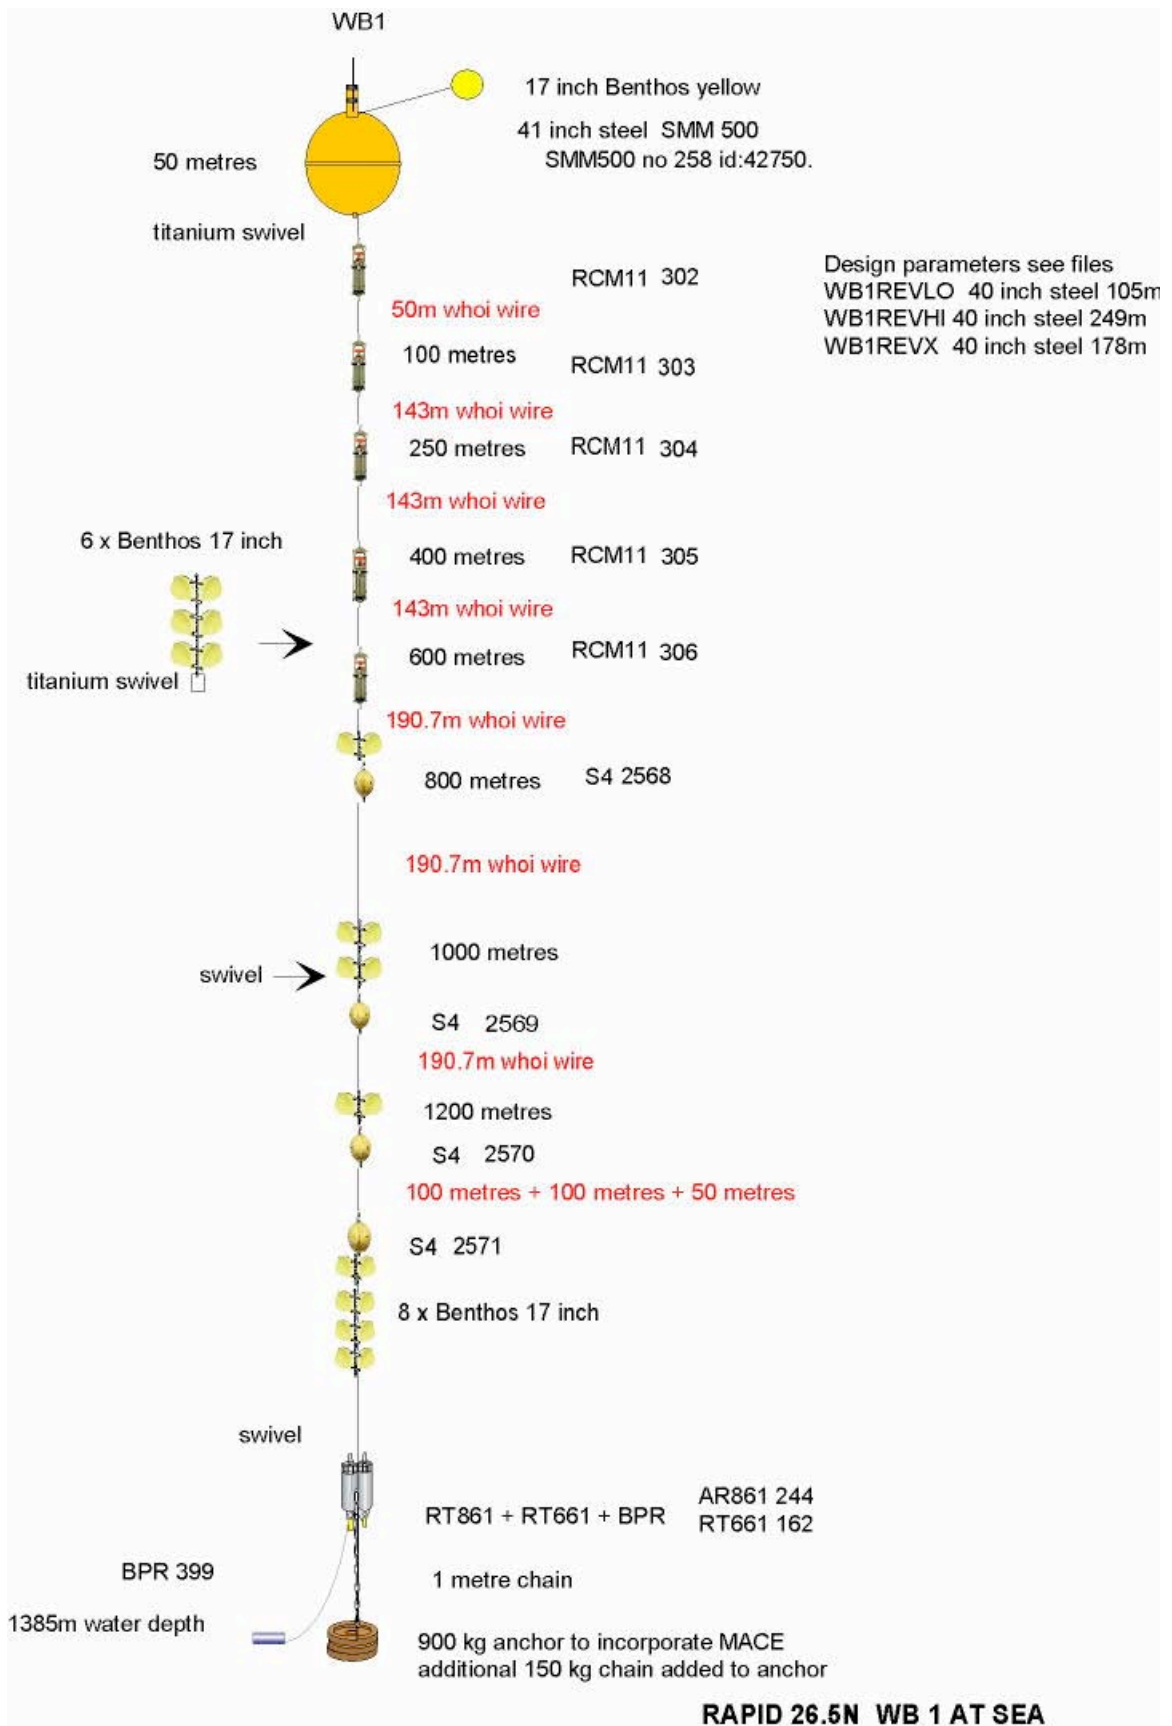 WB1
17 inch Benthos yellow
41 inch steel SMM 500
SMM500 no 258 id:42750.
50 metres
titanium swivel
RCM11 302
Design parameters see files
WB1REVLO 40 inch steel 105m
WB1REVHI 40 inch steel 249m
WB1REVX 40 inch steel 178m
50m whoi wire
100 metres
RCM11 303
143m whoi wire
250 metres
RCM11 304
143m whoi wire
6 x Benthos 17 inch
400 metres
RCM11 305
143m whoi wire
600 metres
RCM11 306
titanium swivel
190.7m whoi wire
800 metres
S4 2568
190.7m whoi wire
1000 metres
swivel
S4 2569
190.7m whoi wire
1200 metres
S4 2570
100 metres + 100 metres + 50 metres
S4 2571
8 x Benthos 17 inch
swivel
RT861 + RT661 + BPR
AR861 244
RT661 162
BPR 399
1 metre chain
1385m water depth
900 kg anchor to incorporate MACE
additional 150 kg chain added to anchor
RAPID 26.5N WB 1 AT SEA